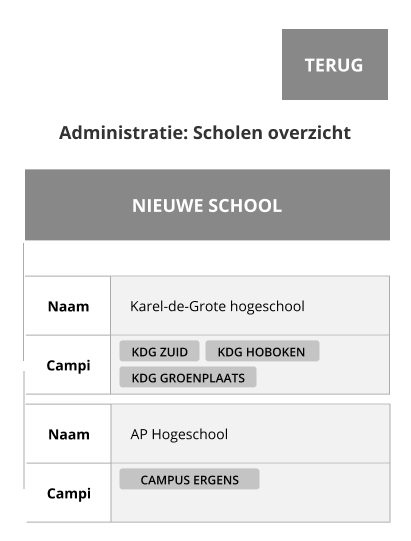 TERUG
Administratie: Scholen overzicht
NIEUWE SCHOOL
Naam Karel-de-Grote hogeschool
Campi KDG ZUID KDG HOBOKEN
KDG GROENPLAATS
Naam AP Hogeschool
Campi CAMPUS ERGENS